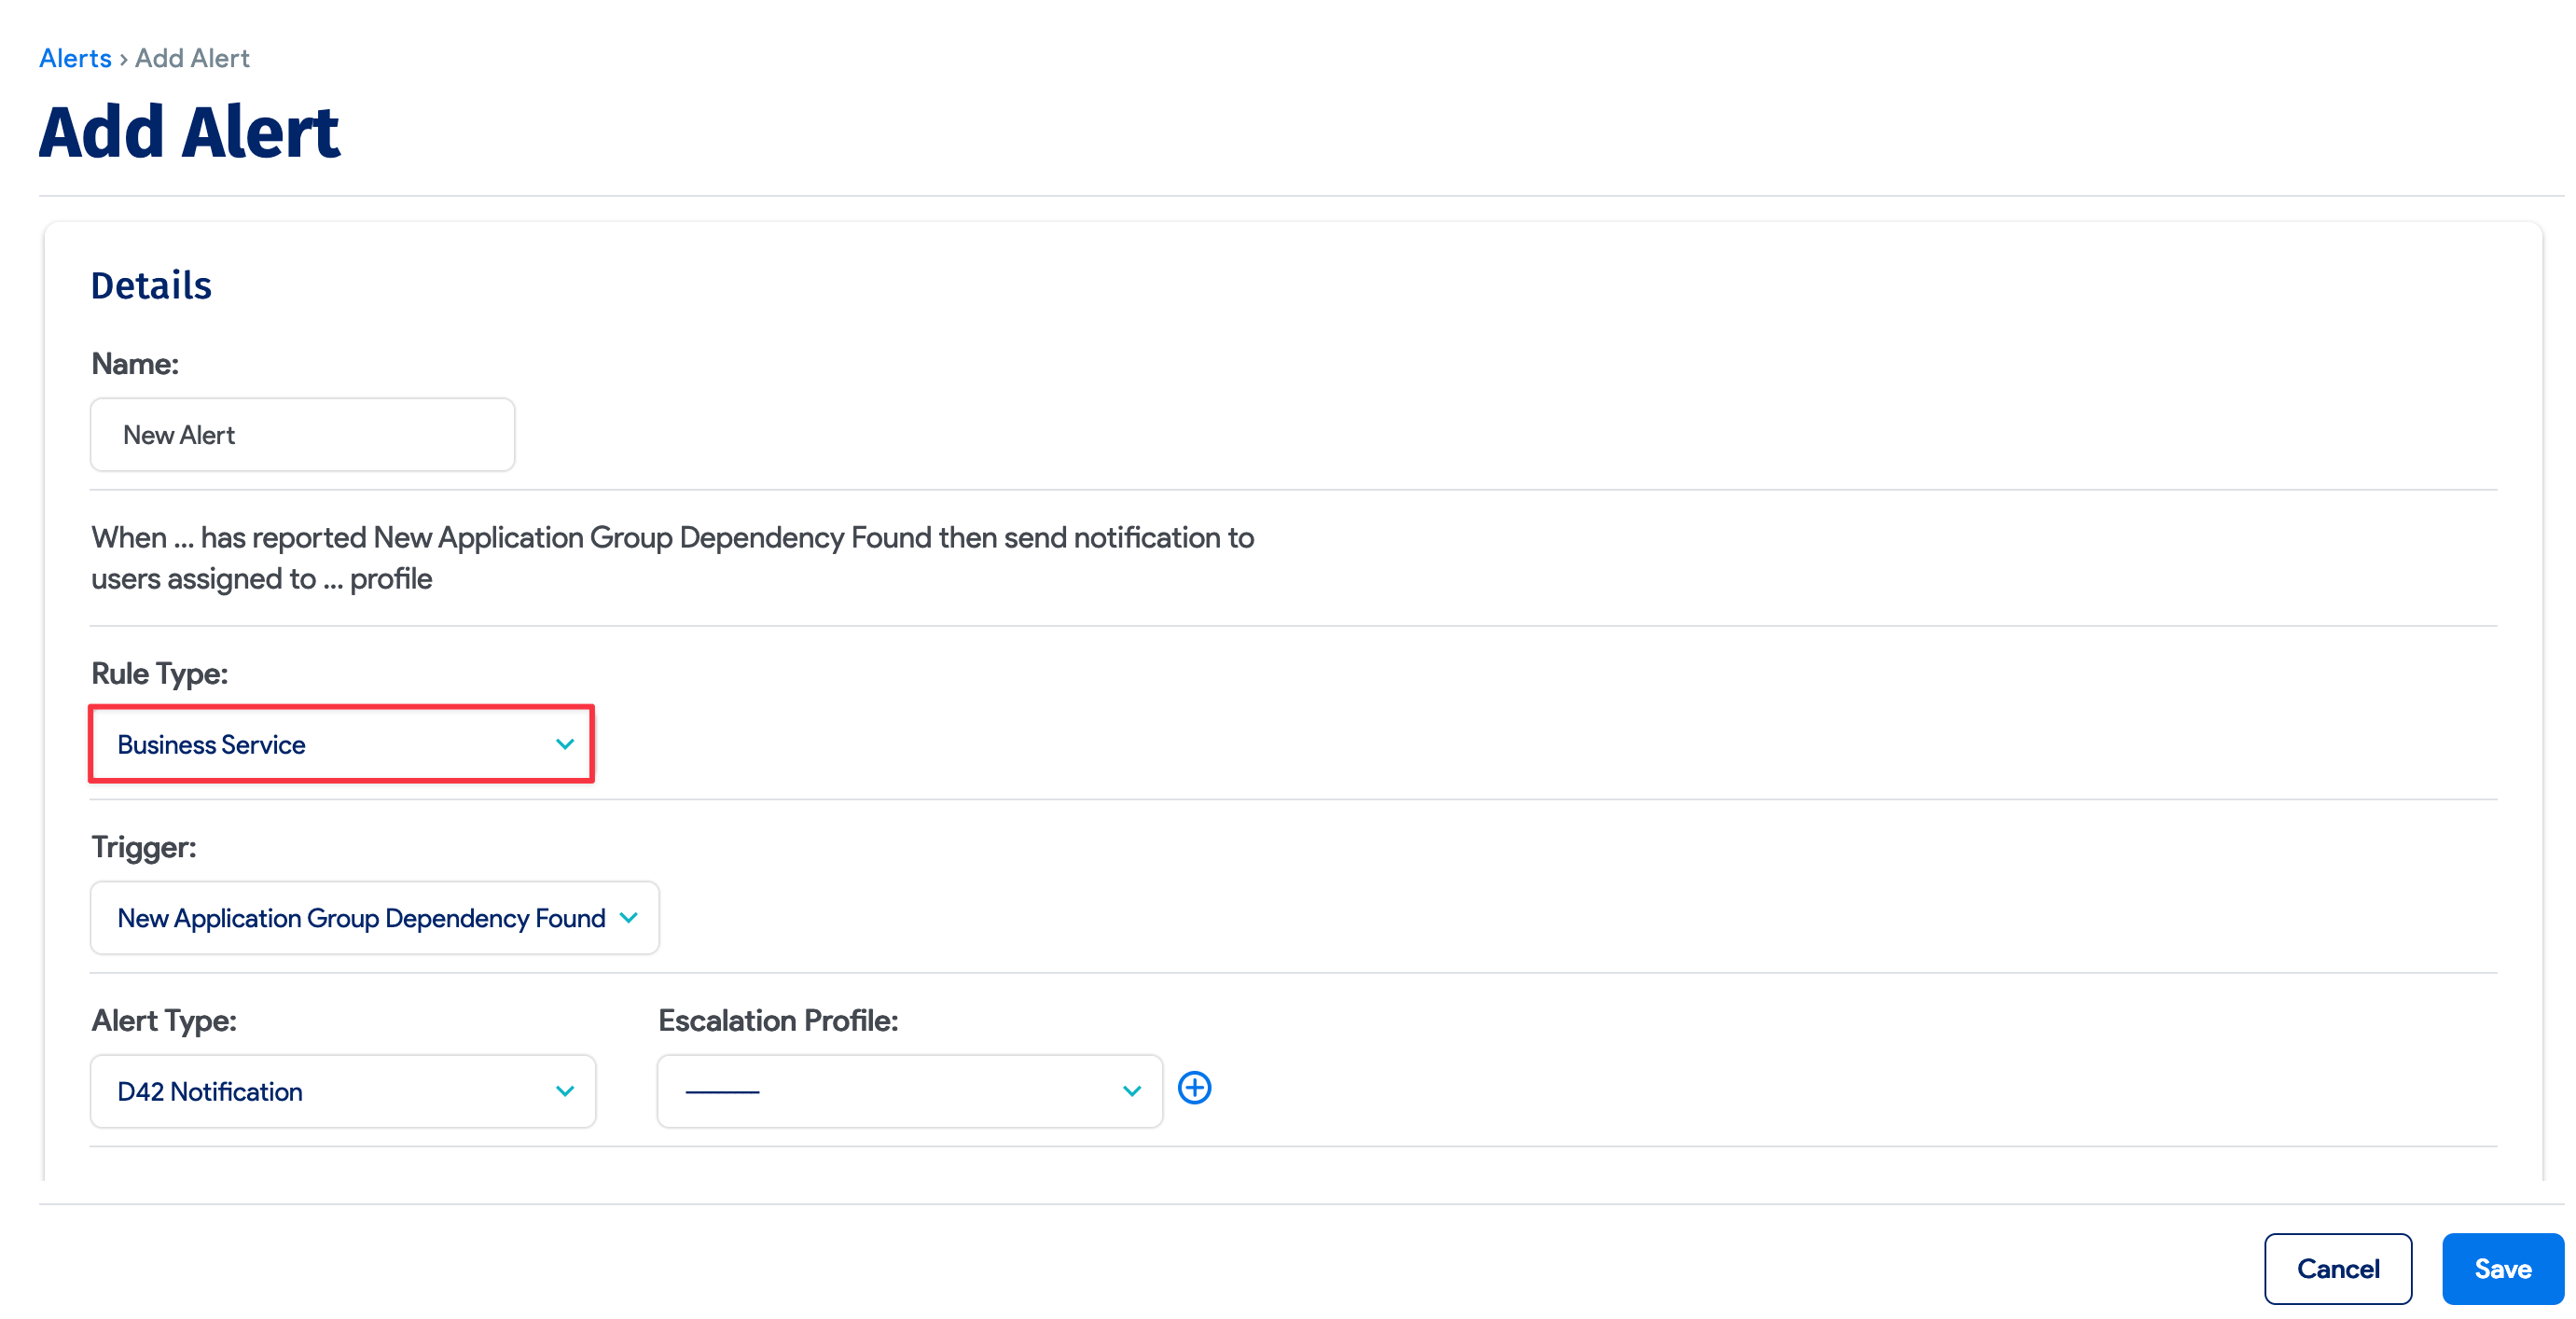 Alerts › Add Alert
Add Alert
Details
Name:
New Alert
When ... has reported New Application Group Dependency Found then send notification to
users assigned to ... profile
Rule Type:
Business Service
Trigger:
New Application Group Dependency Found
Alert Type: Escalation Profile:
D42 Notification ———
Cancel Save